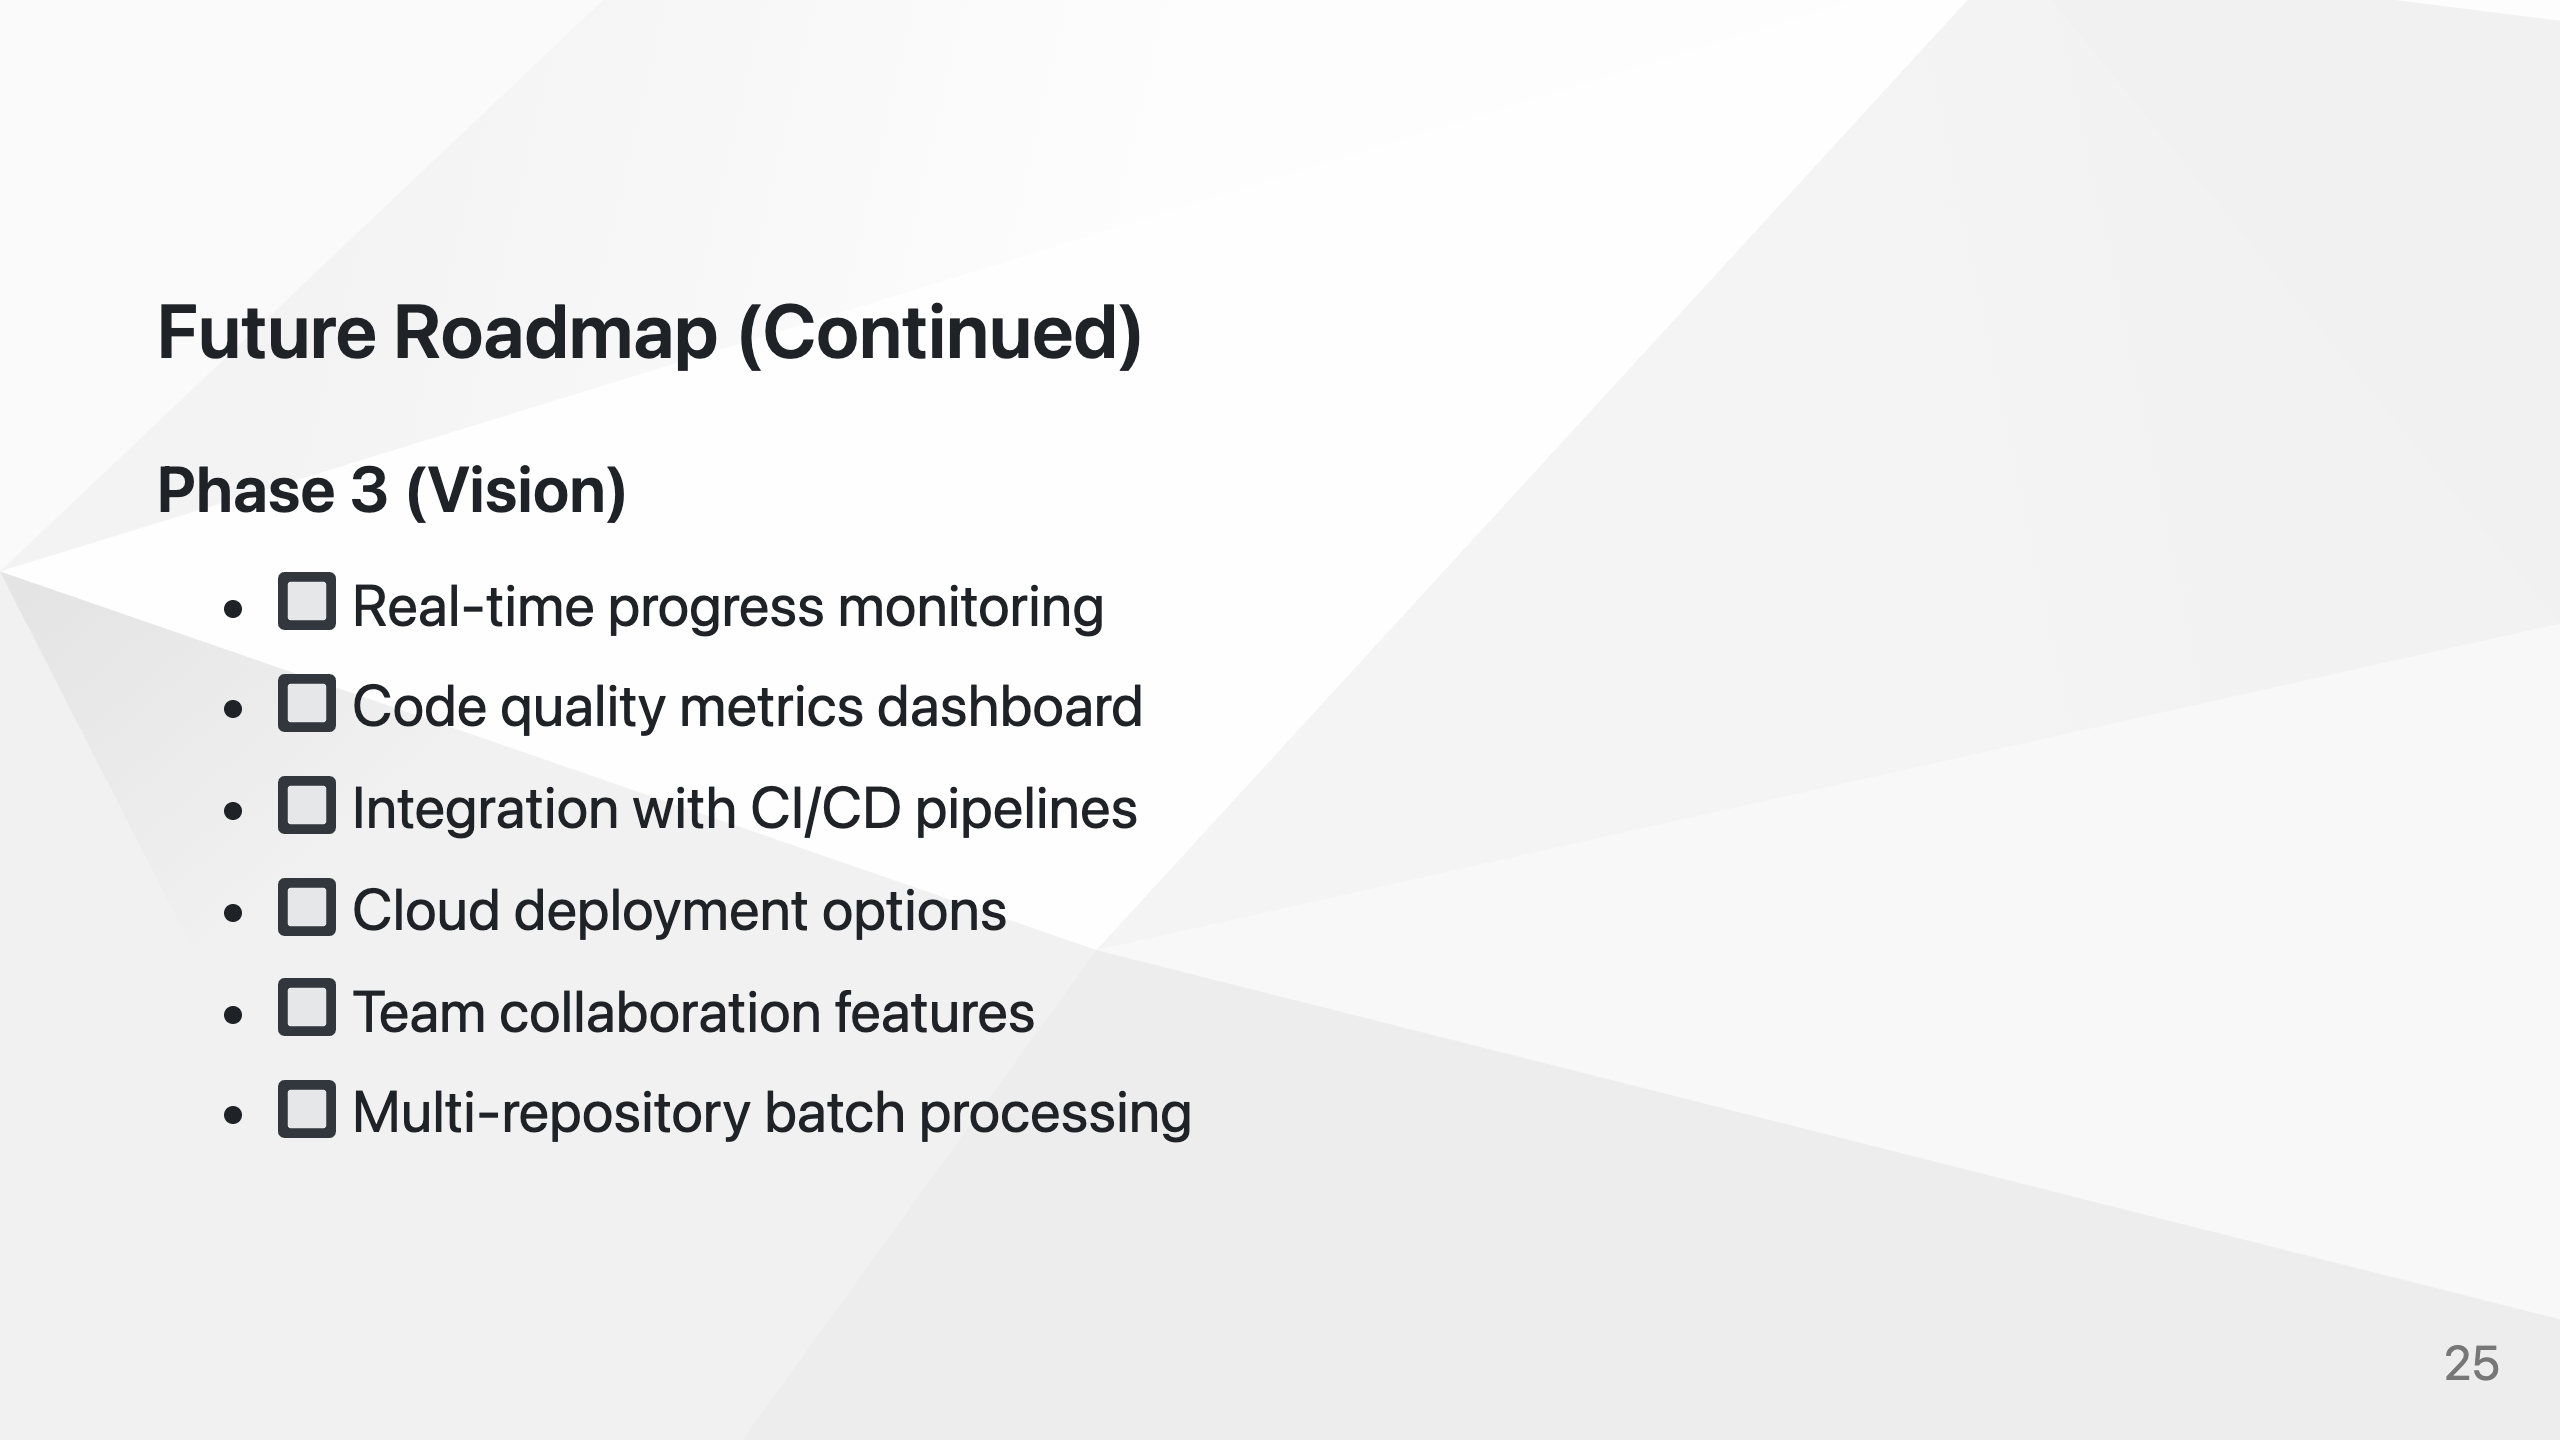 Future Roadmap (Continued)
Phase 3 (Vision)
• 🔲 Real-time progress monitoring
• 🔲 Code quality metrics dashboard
• 🔲 Integration with CI/CD pipelines
• 🔲 Cloud deployment options
• 🔲 Team collaboration features
• 🔲 Multi-repository batch processing
25